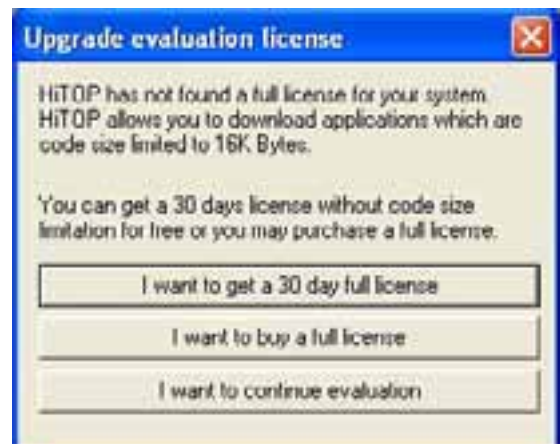 Upgrade evaluation license
HiTOP has not found a full license for your system.
HiTOP allows you to download applications which are
code size limited to 16K Bytes.
You can get a 30 days license without code size
limitation for free or you may purchase a full license.
I want to get a 30 day full license
I want to buy a full license
I want to continue evaluation